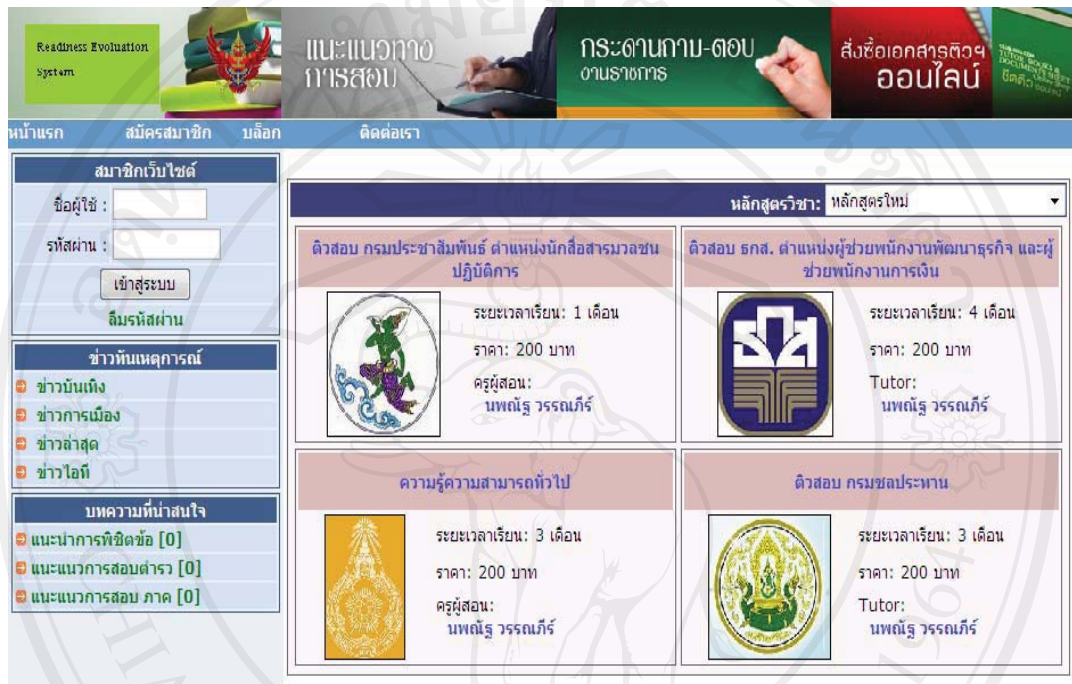 Readiness Evoluation
System
แนะแนวทาง
การสอบ
กระดานถาม-ตอบ
งานราชการ
สั่งซื้อเอกสารติวฯ
ออนไลน์
หน้าแรก สมัครสมาชิก บล็อก ติดต่อเรา
สมาชิกเว็บไซต์
ชื่อผู้ใช้ :
รหัสผ่าน :
เข้าสู่ระบบ
ลืมรหัสผ่าน
ข่าวทันเหตุการณ์
ข่าวบันเทิง
ข่าวการเมือง
ข่าวล่าสุด
ข่าวไอที
บทความที่น่าสนใจ
แนะนำการพิชิตข้อ [0]
แนะแนวการสอบตำรว [0]
แนะแนวการสอบ ภาค [0]
หลักสูตรวิชา: หลักสูตรใหม่
ติวสอบ กรมประชาสัมพันธ์ ตำแหน่งนักสื่อสารมวลชน
ปฏิบัติการ
ระยะเวลาเรียน: 1 เดือน
ราคา: 200 บาท
ครูผู้สอน:
นพณัฐ วรรณภีร์
ติวสอบ ธกส. ตำแหน่งผู้ช่วยพนักงานพัฒนาธุรกิจ และผู้
ช่วยพนักงานการเงิน
ระยะเวลาเรียน: 4 เดือน
ราคา: 200 บาท
Tutor:
นพณัฐ วรรณภีร์
ความรู้ความสามารถทั่วไป
ระยะเวลาเรียน: 3 เดือน
ราคา: 200 บาท
ครูผู้สอน:
นพณัฐ วรรณภีร์
ติวสอบ กรมชลประทาน
ระยะเวลาเรียน: 3 เดือน
ราคา: 200 บาท
Tutor:
นพณัฐ วรรณภีร์